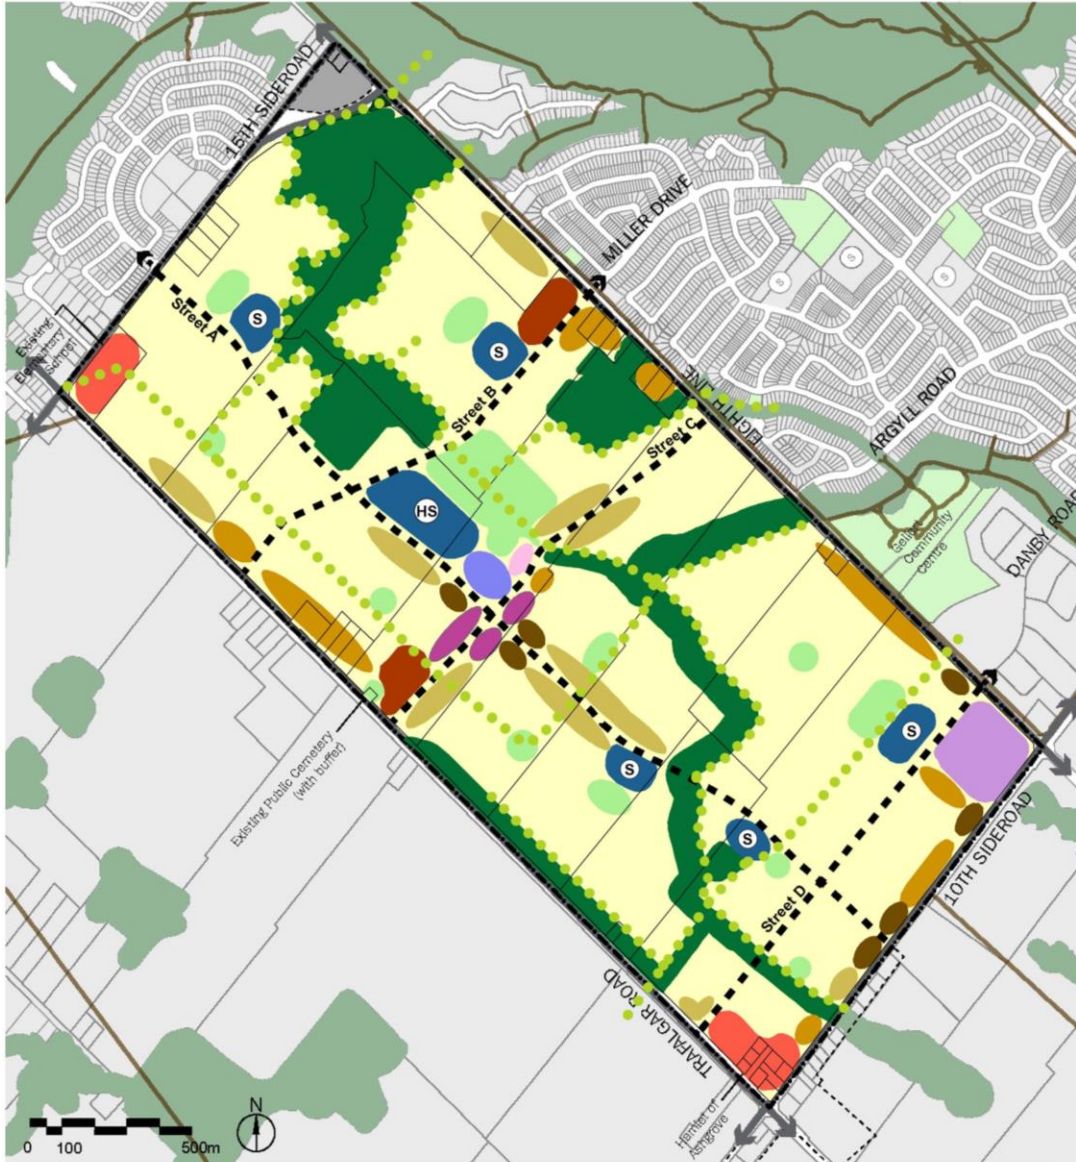 15TH SIDEROAD
MILLER DRIVE
Existing
Elementary
School
Street A
S
S
S
S
EIGHTH LINE
ARGYLL ROAD
Street B
Street C
HS
Gellert
Community
Centre
DANBY ROAD
Existing Public Cemetery
(with buffer)
S
S
S
10TH SIDEROAD
Street D
TRAFALGAR ROAD
Hamlet of
Ashgrove
N
0 100 500m